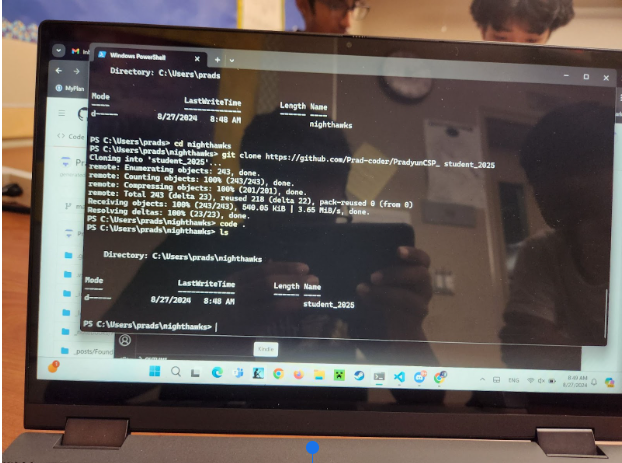 Windows PowerShell
Directory: C:\Users\prads
Mode LastWriteTime Length Name
---- ------------- ------ ----
d----- 8/27/2024 8:48 AM nighthawks
PS C:\Users\prads> cd nighthawks
PS C:\Users\prads\nighthawks> git clone https://github.com/Prad-coder/PradyunCSP_ student_2025
Cloning into 'student_2025'...
remote: Enumerating objects: 243, done.
remote: Counting objects: 100% (243/243), done.
remote: Compressing objects: 100% (201/201), done.
remote: Total 243 (delta 23), reused 218 (delta 22), pack-reused 0 (from 0)
Receiving objects: 100% (243/243), 540.05 KiB | 3.65 MiB/s, done.
Resolving deltas: 100% (23/23), done.
PS C:\Users\prads\nighthawks> code .
PS C:\Users\prads\nighthawks> ls
Directory: C:\Users\prads\nighthawks
Mode LastWriteTime Length Name
---- ------------- ------ ----
d----- 8/27/2024 8:48 AM student_2025
PS C:\Users\prads\nighthawks>
MyPlan
Code
_posts/Found
ENG
8:49 AM
8/27/2024